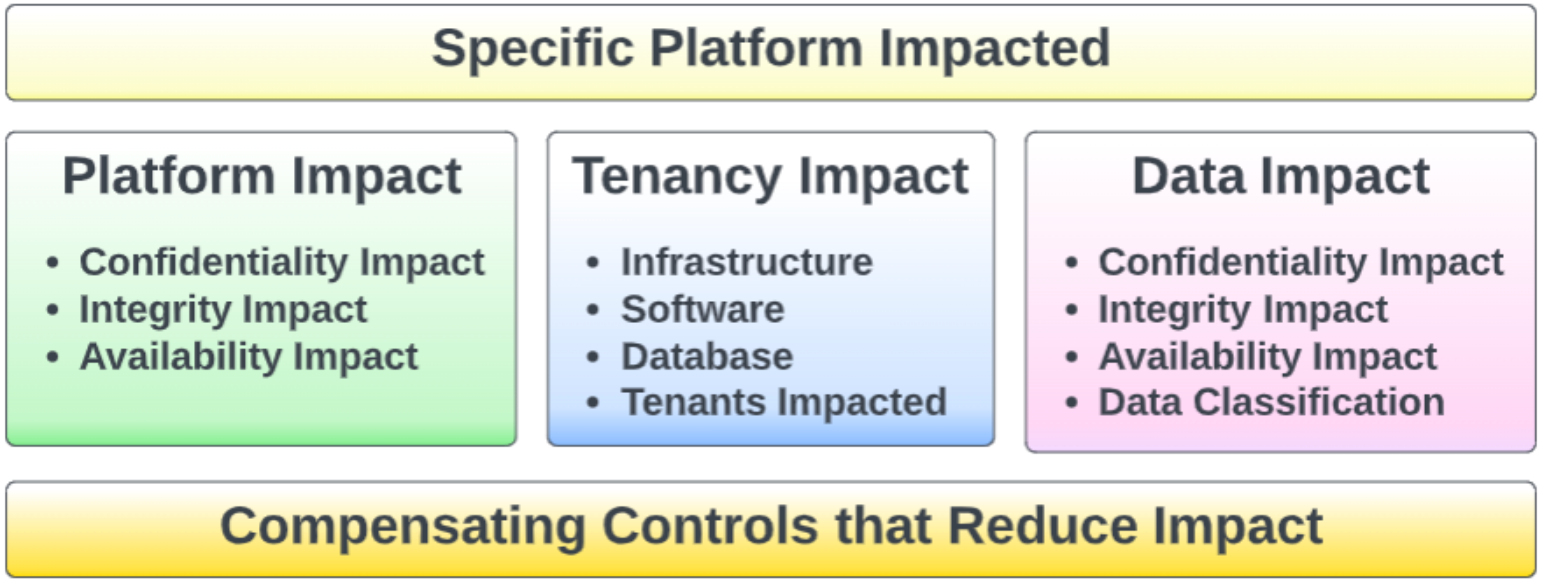 Specific Platform Impacted
Platform Impact
• Confidentiality Impact
• Integrity Impact
• Availability Impact
Tenancy Impact
• Infrastructure
• Software
• Database
• Tenants Impacted
Data Impact
• Confidentiality Impact
• Integrity Impact
• Availability Impact
• Data Classification
Compensating Controls that Reduce Impact